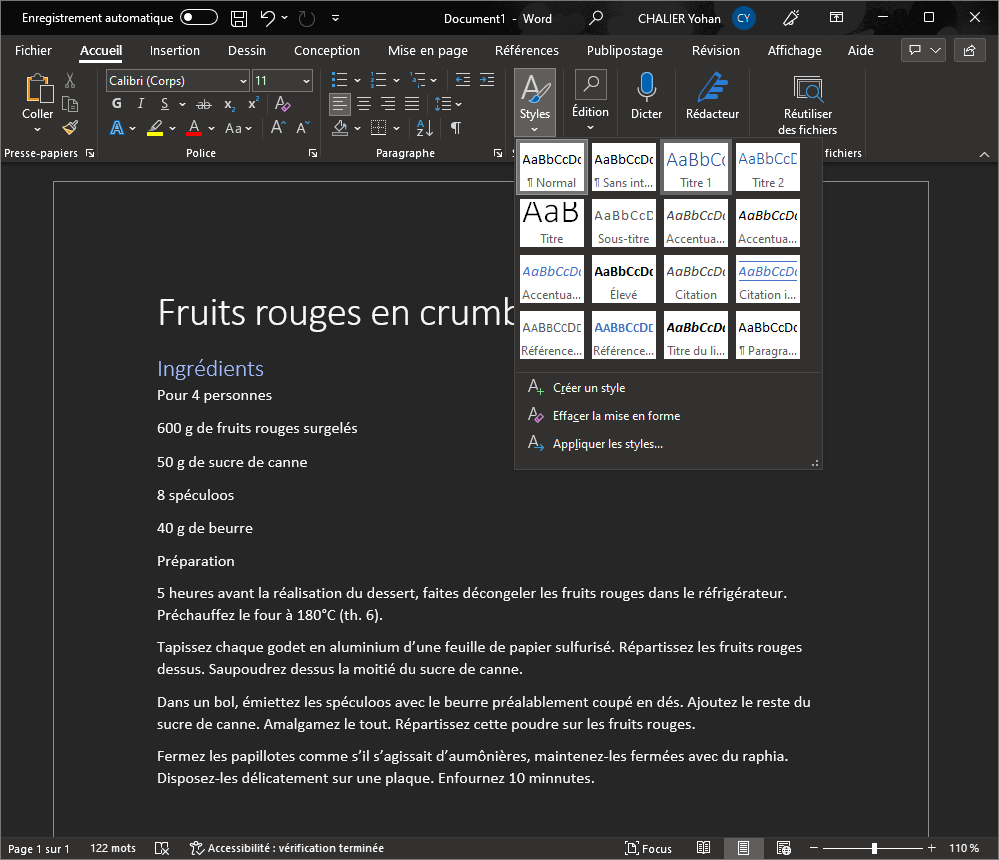 Enregistrement automatique
Document1 - Word
CHALIER Yohan
CY
Fichier
Accueil
Insertion
Dessin
Conception
Mise en page
Références
Publipostage
Révision
Affichage
Aide
Coller
Presse-papiers
Calibri (Corps)
11
G I S ab x₂ x²
A A Aa A A
Police
Paragraphe
Styles
Édition
Dicter
Rédacteur
Réutiliser
des fichiers
fichiers
AaBbCcDc
¶ Normal
AaBbCcDc
¶ Sans int...
AaBbCc
Titre 1
AaBbCcD
Titre 2
AaB
Titre
AaBbCcD
Sous-titre
AaBbCcDc
Accentua...
AaBbCcDc
Accentua...
AaBbCcDc
Accentua...
AaBbCcDc
Élevé
AaBbCcDc
Citation
AaBbCcDc
Citation i...
AaBbCcDd
Référence...
AaBbCcDd
Référence...
AaBbCcDc
Titre du li...
AaBbCcDc
¶ Paragra...
Créer un style
Effacer la mise en forme
Appliquer les styles...
Fruits rouges en crumb
Ingrédients
Pour 4 personnes
600 g de fruits rouges surgelés
50 g de sucre de canne
8 spéculoos
40 g de beurre
Préparation
5 heures avant la réalisation du dessert, faites décongeler les fruits rouges dans le réfrigérateur.
Préchauffez le four à 180°C (th. 6).
Tapissez chaque godet en aluminium d’une feuille de papier sulfurisé. Répartissez les fruits rouges
dessus. Saupoudrez dessus la moitié du sucre de canne.
Dans un bol, émiettez les spéculoos avec le beurre préalablement coupé en dés. Ajoutez le reste du
sucre de canne. Amalgamez le tout. Répartissez cette poudre sur les fruits rouges.
Fermez les papillotes comme s’il s’agissait d’aumônières, maintenez-les fermées avec du raphia.
Disposez-les délicatement sur une plaque. Enfournez 10 minnutes.
Page 1 sur 1
122 mots
Accessibilité : vérification terminée
Focus
110 %